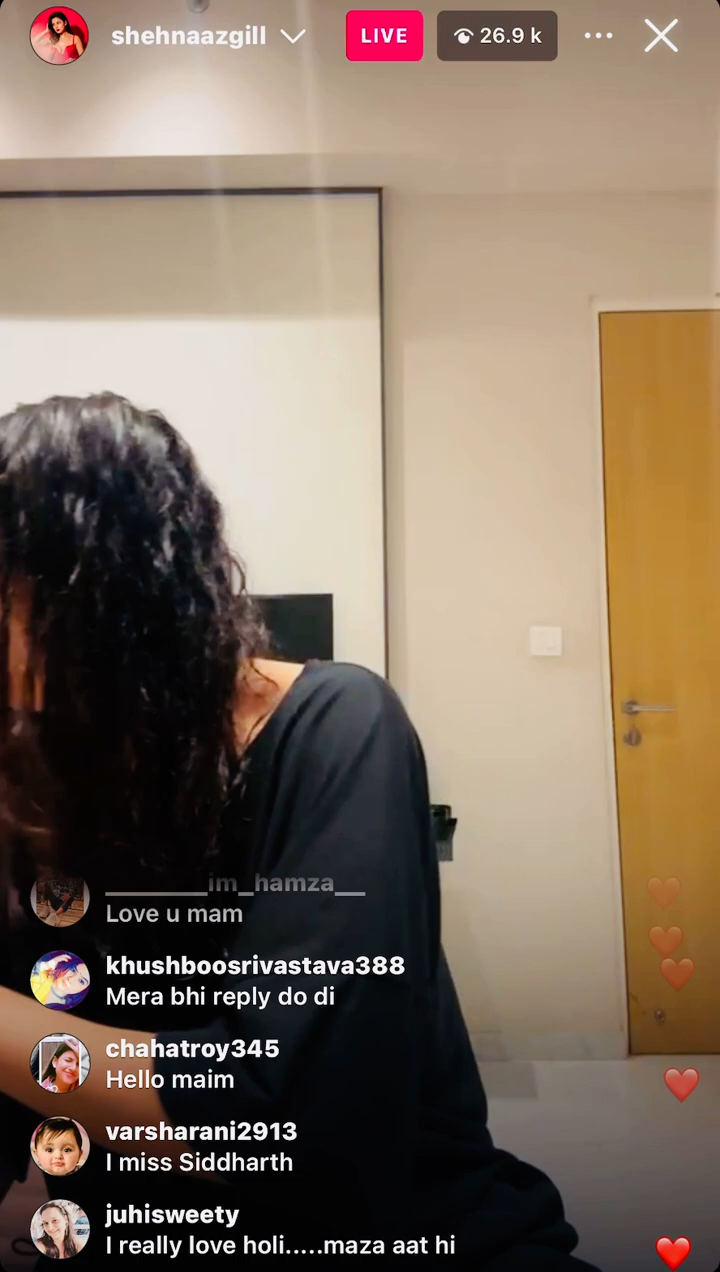 shehnaazgill
LIVE
26.9 k
________im_hamza__
Love u mam
khushboosrivastava388
Mera bhi reply do di
chahatroy345
Hello maim
varsharani2913
I miss Siddharth
juhisweety
I really love holi.....maza aat hi